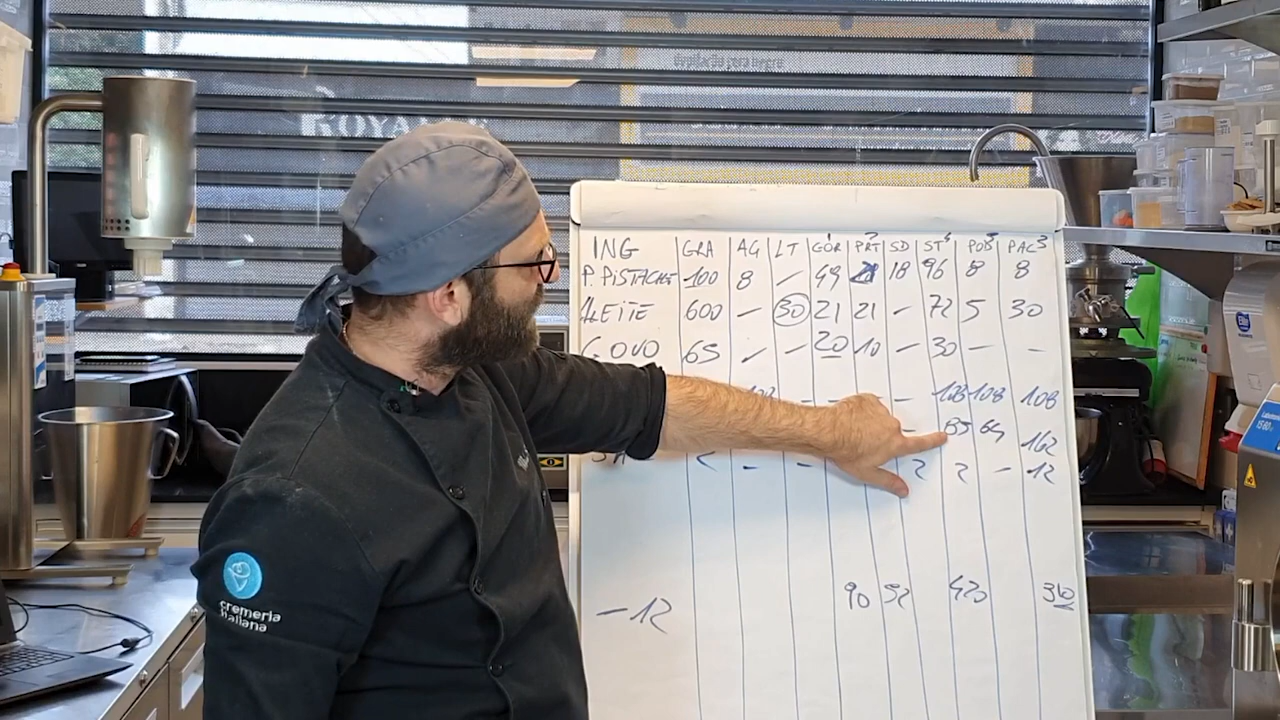 ROYAL
ING GRA AG LT GOR PRT SD ST POD PAC
P.PISTACHE 100 8 / 49 18 96 8 8
LEITE 600 - 30 21 21 - 72 5 30
G.OVO 65 - - 20 10 - 30 - -
108 - - - 108 108 108
- 85 64 162
- - 2 2 - -12
90 52 420 360
-12
cremeria
italiana